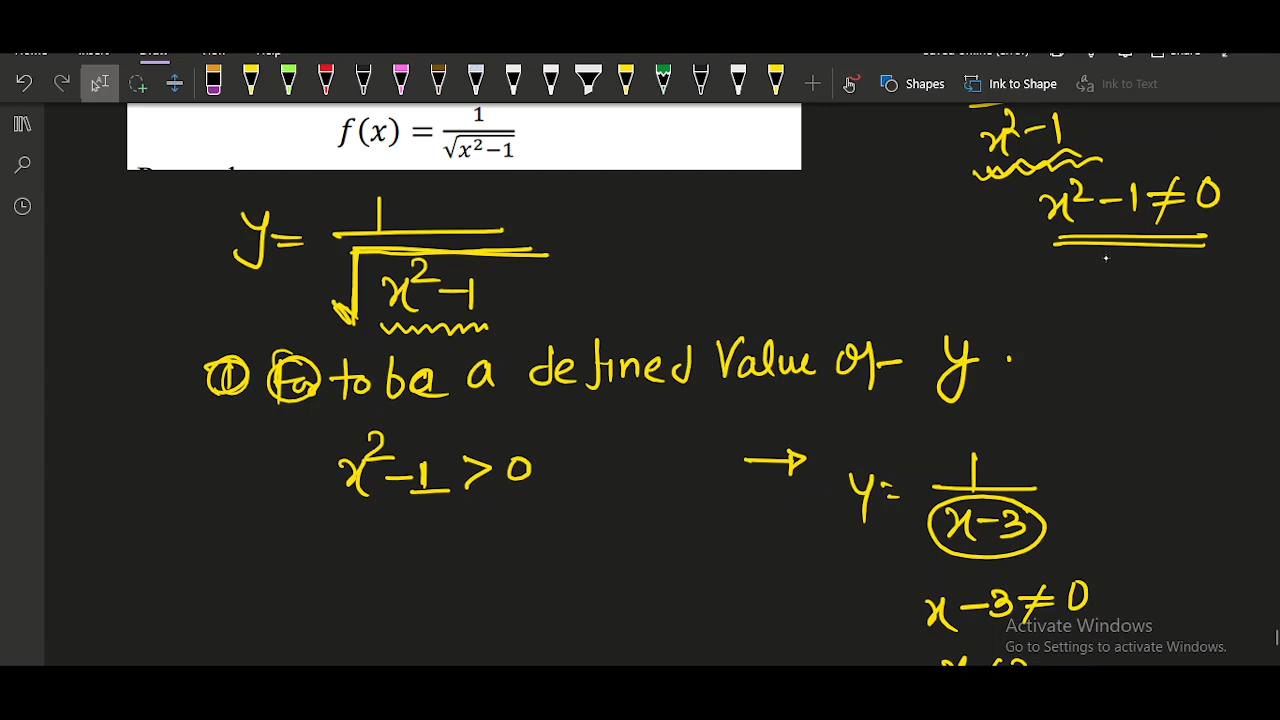 Shapes Ink to Shape Ink to Text
f(x) = 1/√x²−1
x²−1
x²−1≠0
y= 1/√x²−1
① to be a defined Value of y.
x²−1 > 0
→ y= 1/x−3
x−3≠0
Activate Windows
Go to Settings to activate Windows.